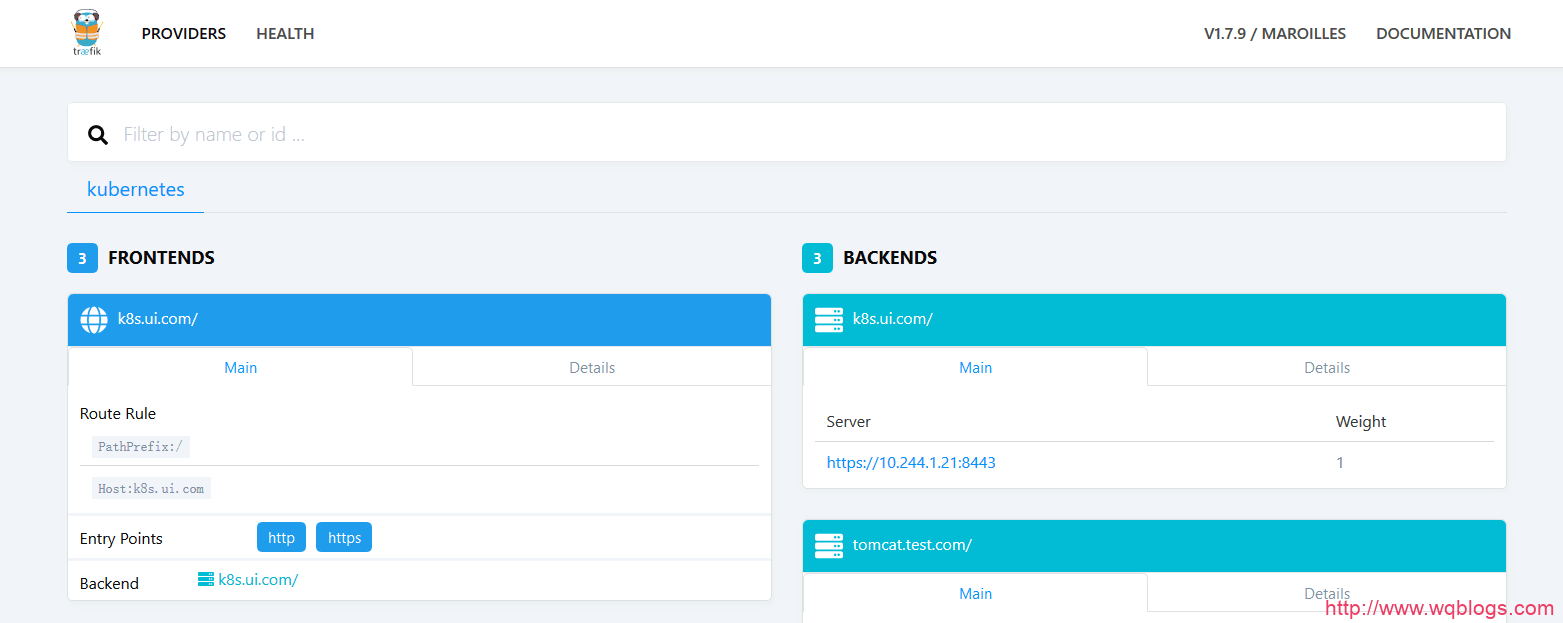 træfik
PROVIDERS HEALTH V1.7.9 / MAROILLES DOCUMENTATION
Filter by name or id ...
kubernetes
3 FRONTENDS
k8s.ui.com/
Main Details
Route Rule
PathPrefix:/
Host:k8s.ui.com
Entry Points http https
Backend k8s.ui.com/
3 BACKENDS
k8s.ui.com/
Main Details
Server Weight
https://10.244.1.21:8443 1
tomcat.test.com/
Main Details
http://www.wqblogs.com